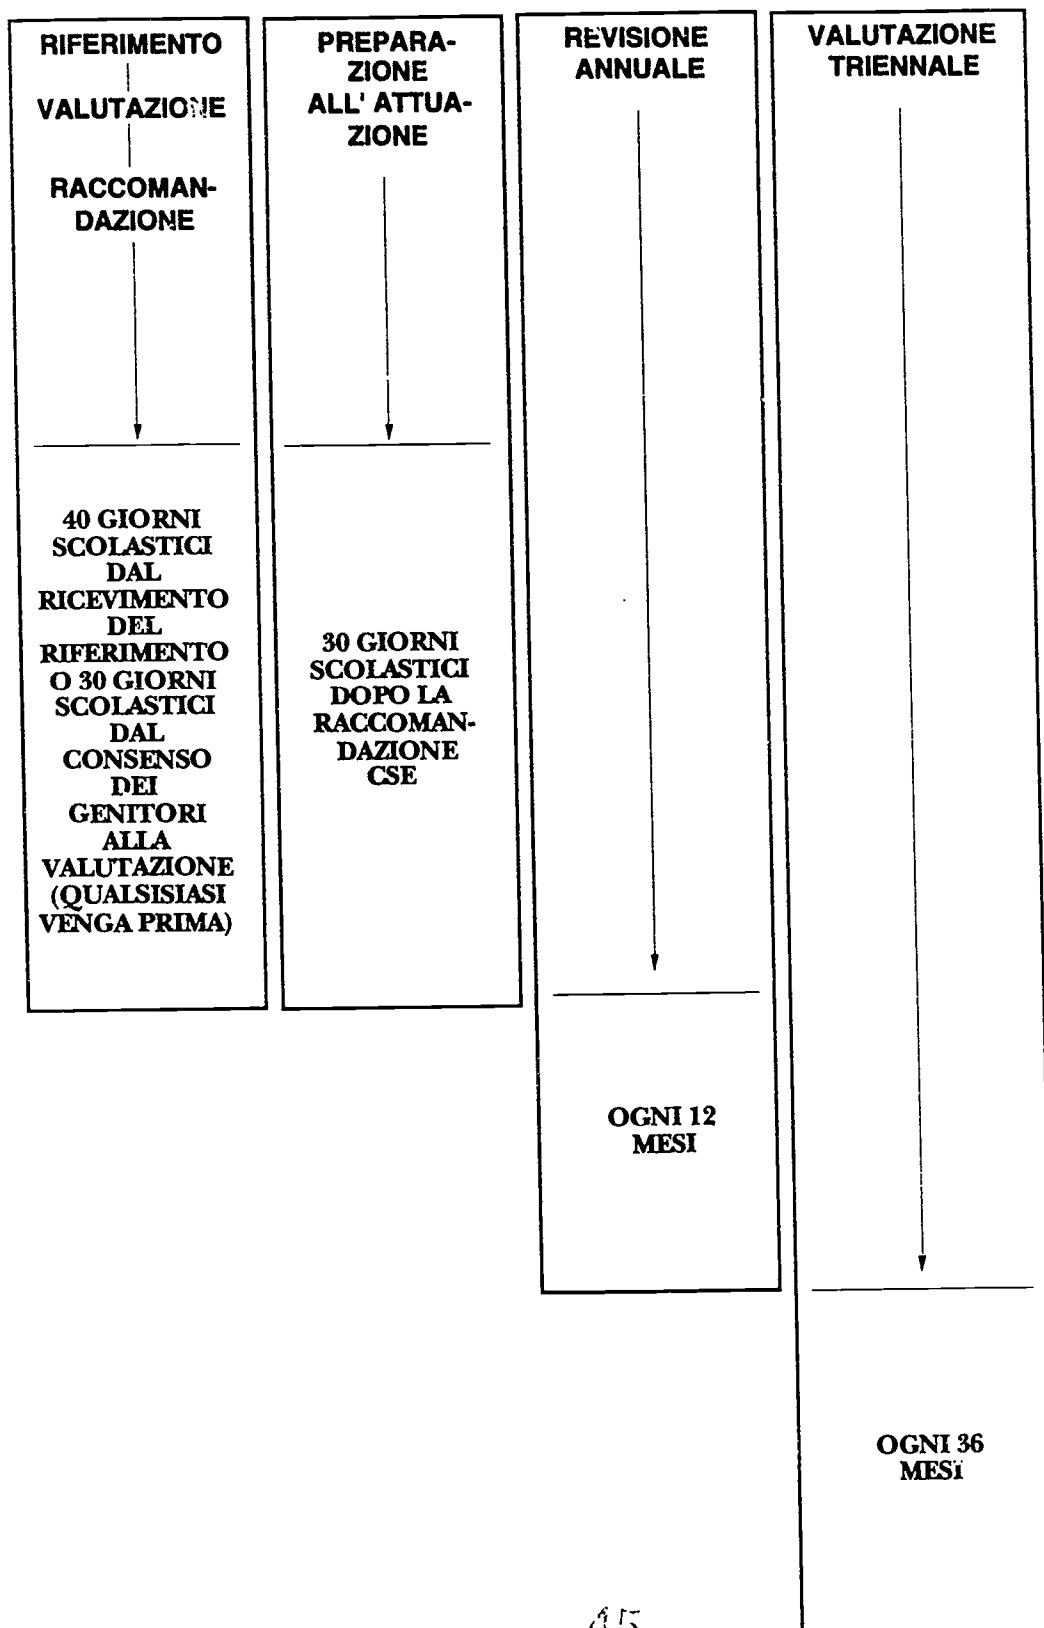 RIFERIMENTO
VALUTAZIONE
RACCOMAN-
DAZIONE
40 GIORNI
SCOLASTICI
DAL
RICEVIMENTO
DEL
RIFERIMENTO
O 30 GIORNI
SCOLASTICI
DAL
CONSENSO
DEI
GENITORI
ALLA
VALUTAZIONE
(QUALSISIASI
VENGA PRIMA)
PREPARA-
ZIONE
ALL' ATTUA-
ZIONE
30 GIORNI
SCOLASTICI
DOPO LA
RACCOMAN-
DAZIONE
CSE
REVISIONE
ANNUALE
OGNI 12
MESI
VALUTAZIONE
TRIENNALE
OGNI 36
MESI